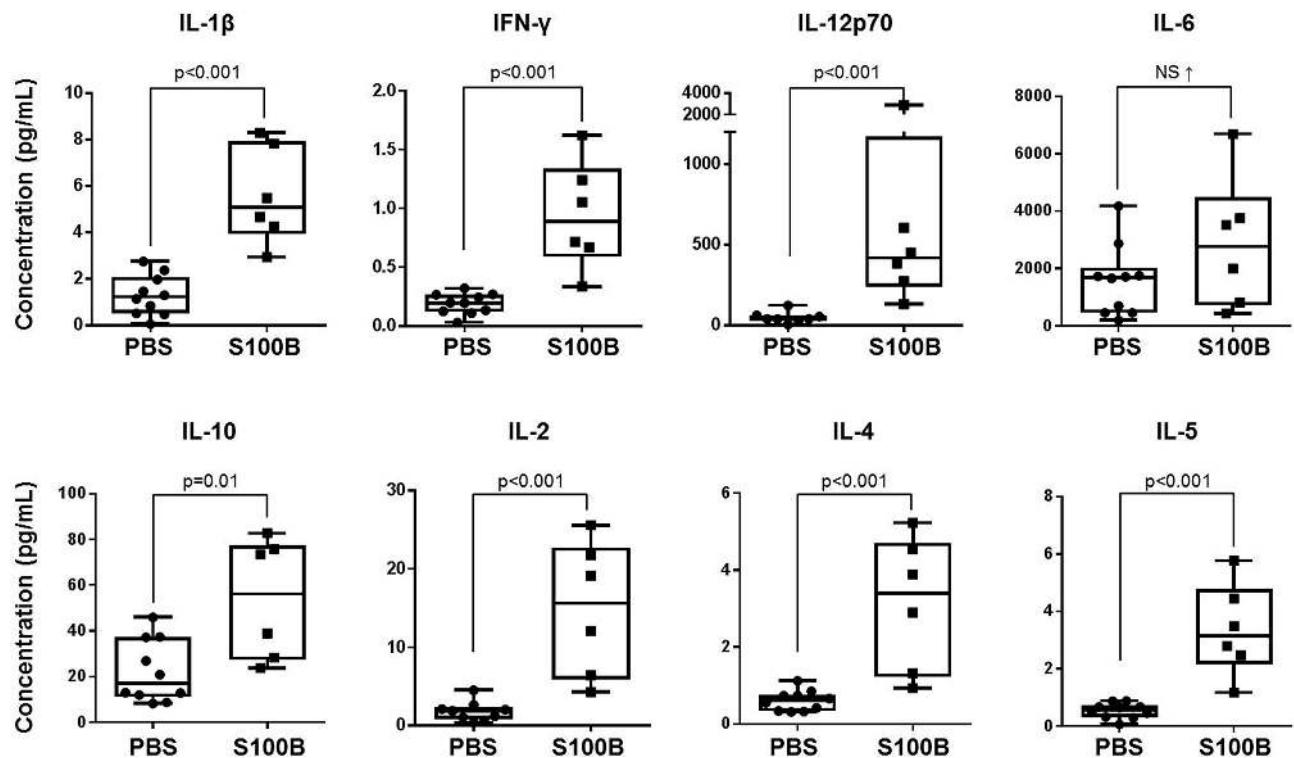 IL-1β
IFN-γ
IL-12p70
IL-6
p<0.001
p<0.001
p<0.001
NS ↑
Concentration (pg/mL)
10
8
6
4
2
0
PBS
S100B
2.0
1.5
1.0
0.5
0.0
PBS
S100B
4000
2000
1000
500
0
PBS
S100B
8000
6000
4000
2000
0
PBS
S100B
IL-10
IL-2
IL-4
IL-5
p=0.01
p<0.001
p<0.001
p<0.001
Concentration (pg/mL)
100
80
60
40
20
0
PBS
S100B
30
20
10
0
PBS
S100B
6
4
2
0
PBS
S100B
8
6
4
2
0
PBS
S100B